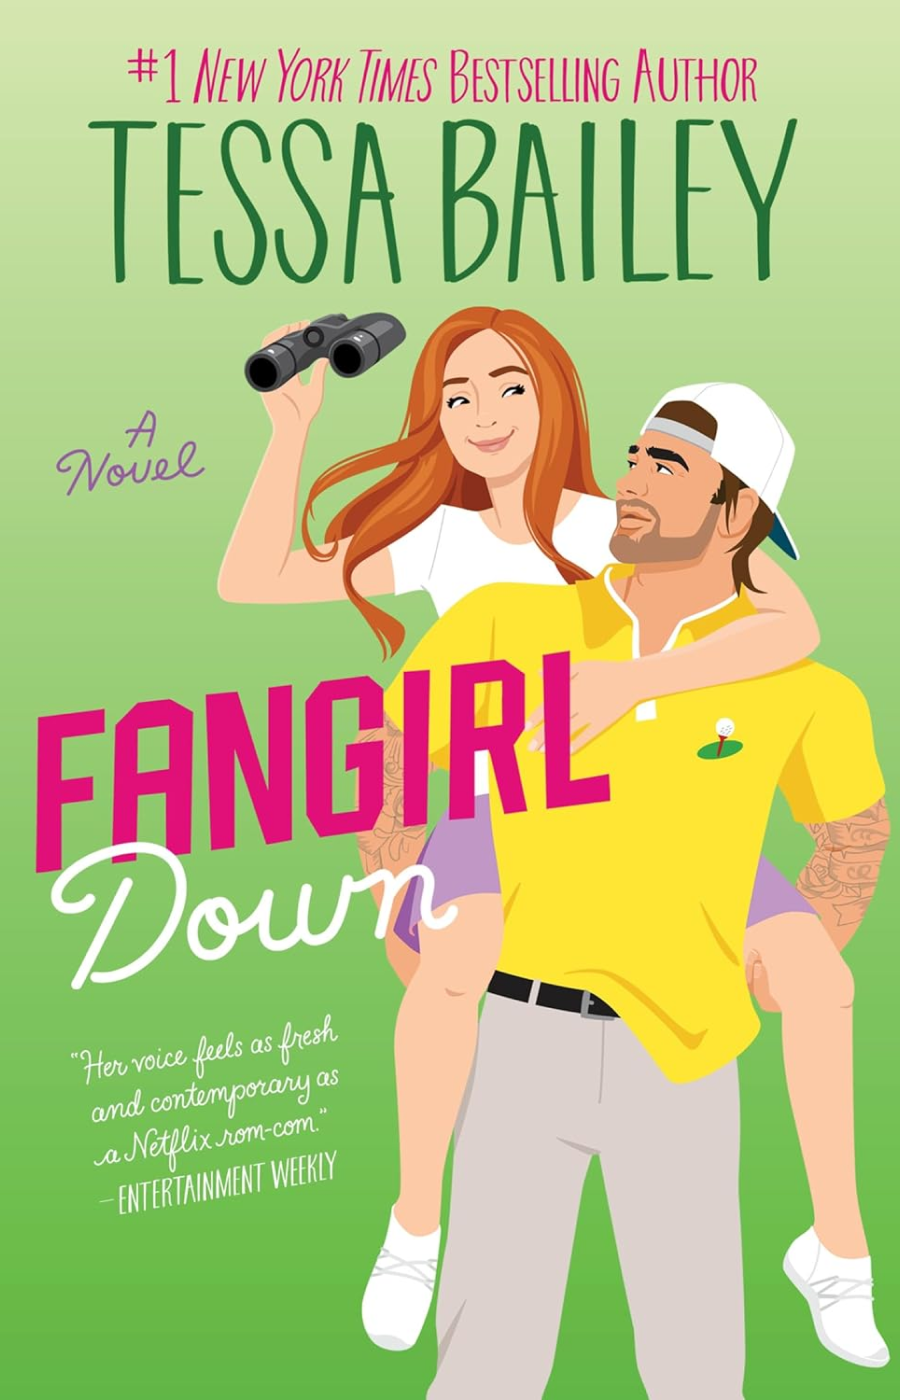 #1 NEW YORK TIMES BESTSELLING AUTHOR
TESSA BAILEY
A
Novel
FANGIRL
Down
"Her voice feels as fresh
and contemporary as
a Netflix rom-com."
—ENTERTAINMENT WEEKLY